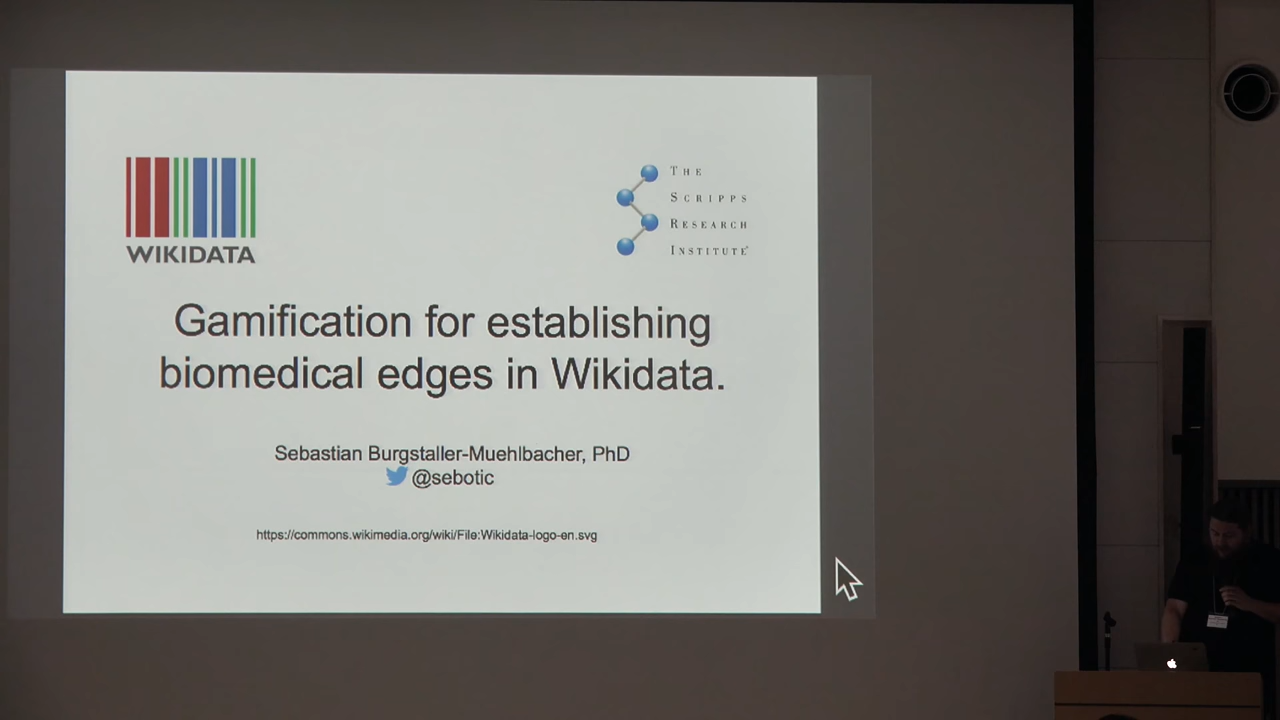 WIKIDATA
THE
SCRIPPS
RESEARCH
INSTITUTE
Gamification for establishing
biomedical edges in Wikidata.
Sebastian Burgstaller-Muehlbacher, PhD
@sebotic
https://commons.wikimedia.org/wiki/File:Wikidata-logo-en.svg